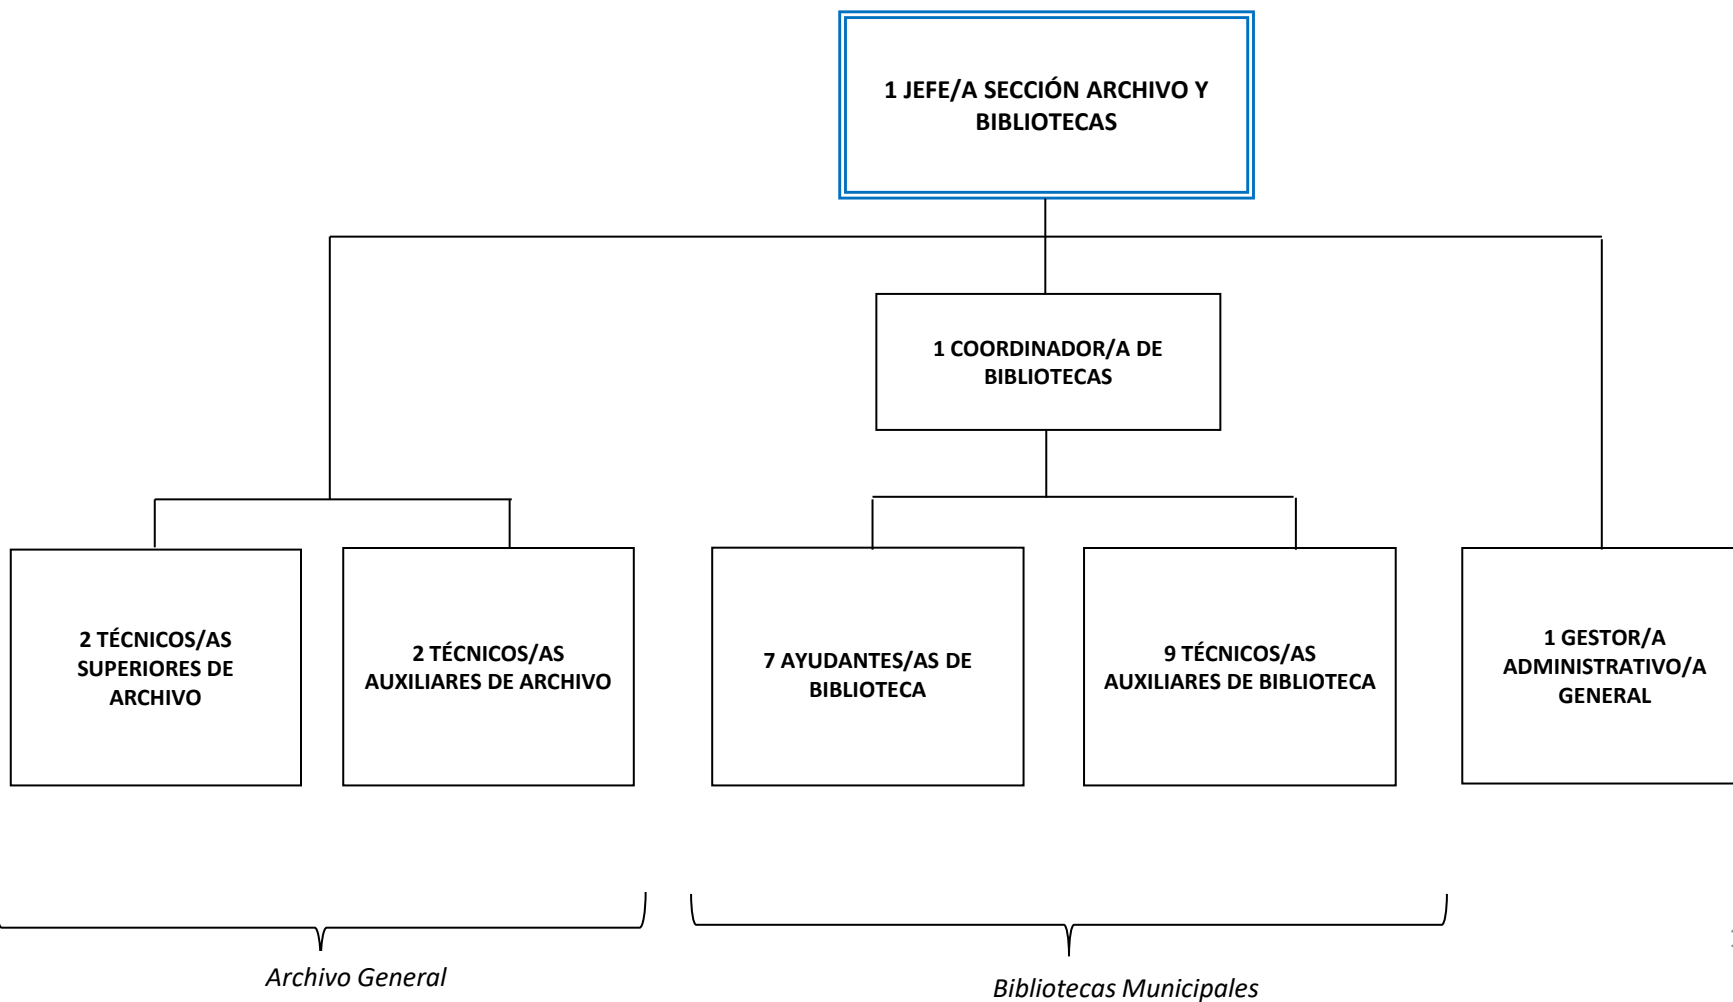 1 JEFE/A SECCIÓN ARCHIVO Y
BIBLIOTECAS
1 COORDINADOR/A DE
BIBLIOTECAS
2 TÉCNICOS/AS
SUPERIORES DE
ARCHIVO
2 TÉCNICOS/AS
AUXILIARES DE ARCHIVO
7 AYUDANTES/AS DE
BIBLIOTECA
9 TÉCNICOS/AS
AUXILIARES DE BIBLIOTECA
1 GESTOR/A
ADMINISTRATIVO/A
GENERAL
Archivo General
Bibliotecas Municipales